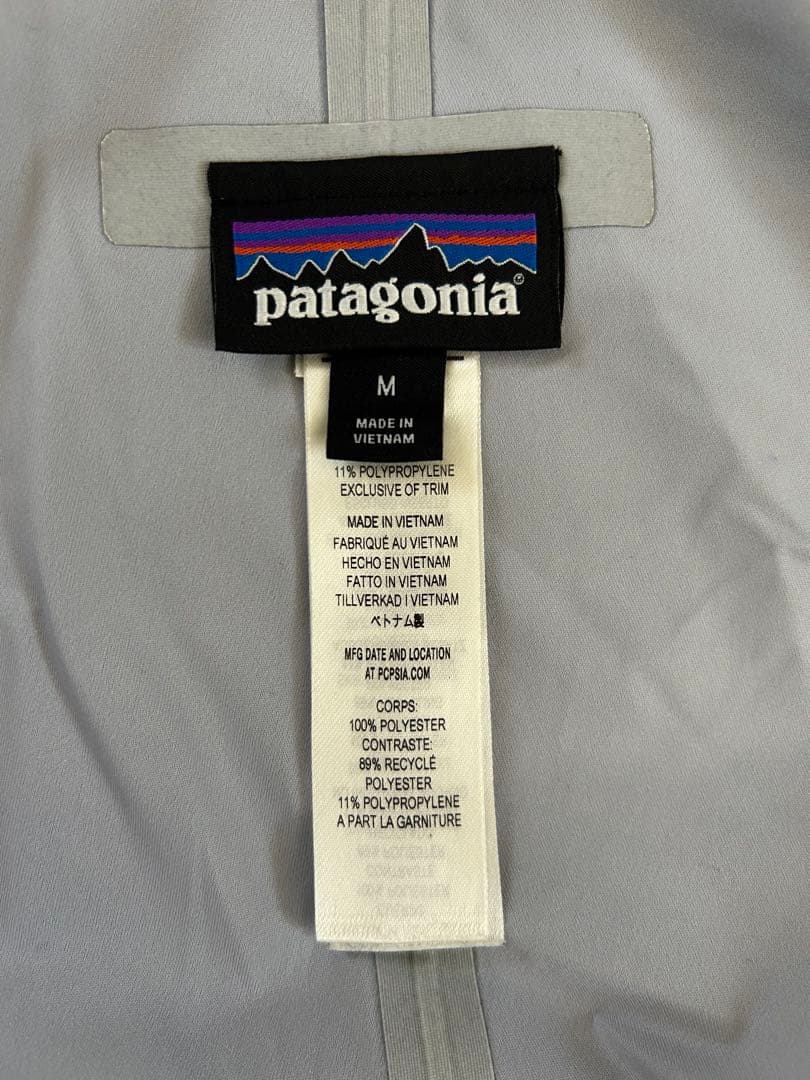 patagonia®
M
MADE IN
VIETNAM
11% POLYPROPYLENE
EXCLUSIVE OF TRIM
MADE IN VIETNAM
FABRIQUÉ AU VIETNAM
HECHO EN VIETNAM
FATTO IN VIETNAM
TILLVERKAD I VIETNAM
ベトナム製
MFG DATE AND LOCATION
AT PCPSIA.COM
CORPS:
100% POLYESTER
CONTRASTE:
89% RECYCLÉ
POLYESTER
11% POLYPROPYLENE
A PART LA GARNITURE